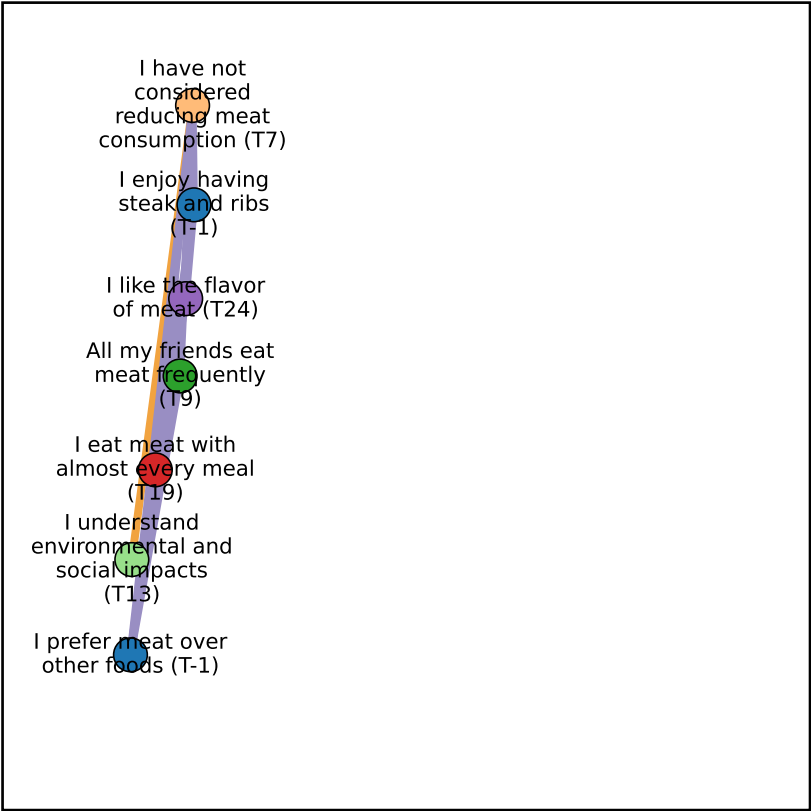 I have not
considered
reducing meat
consumption (T7)
I enjoy having
steak and ribs
(T-1)
I like the flavor
of meat (T24)
All my friends eat
meat frequently
(T9)
I eat meat with
almost every meal
(T19)
I understand
environmental and
social impacts
(T13)
I prefer meat over
other foods (T-1)